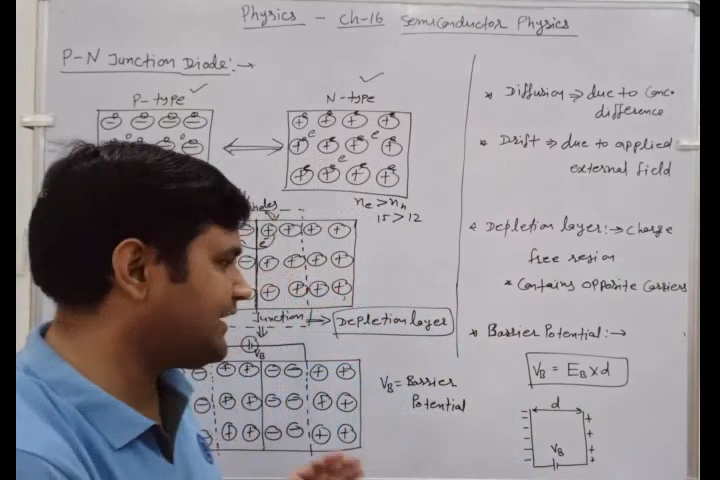 Physics - Ch-16 Semiconductor Physics
P-N Junction Diode:→
P-type ✓
N-type ✓
ne > nh
15 > 12
holes
e
Junction
Depletion layer
VB
VB = Barrier
Potential
* Diffusion ⇒ due to Conc.
difference
* Drift ⇒ due to applied
external field
* Depletion layer:→ charge
free region
* Contains opposite Carriers
* Barrier Potential:→
VB = EB x d
d
VB